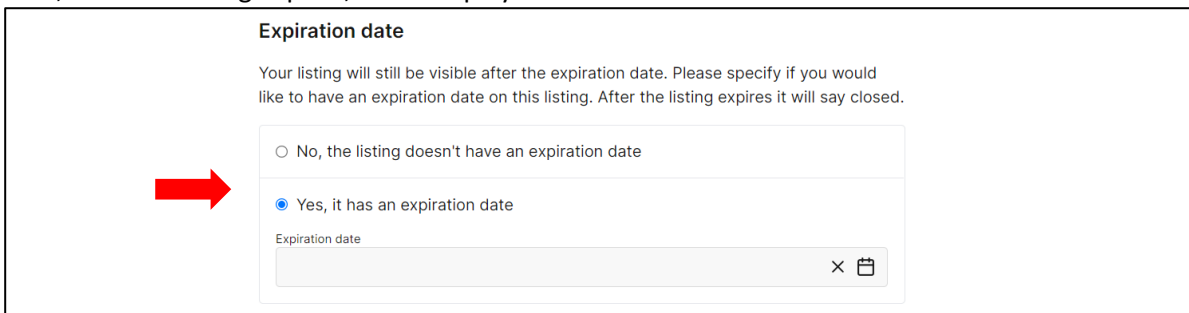 Expiration date
Your listing will still be visible after the expiration date. Please specify if you would
like to have an expiration date on this listing. After the listing expires it will say closed.
No, the listing doesn't have an expiration date
Yes, it has an expiration date
Expiration date